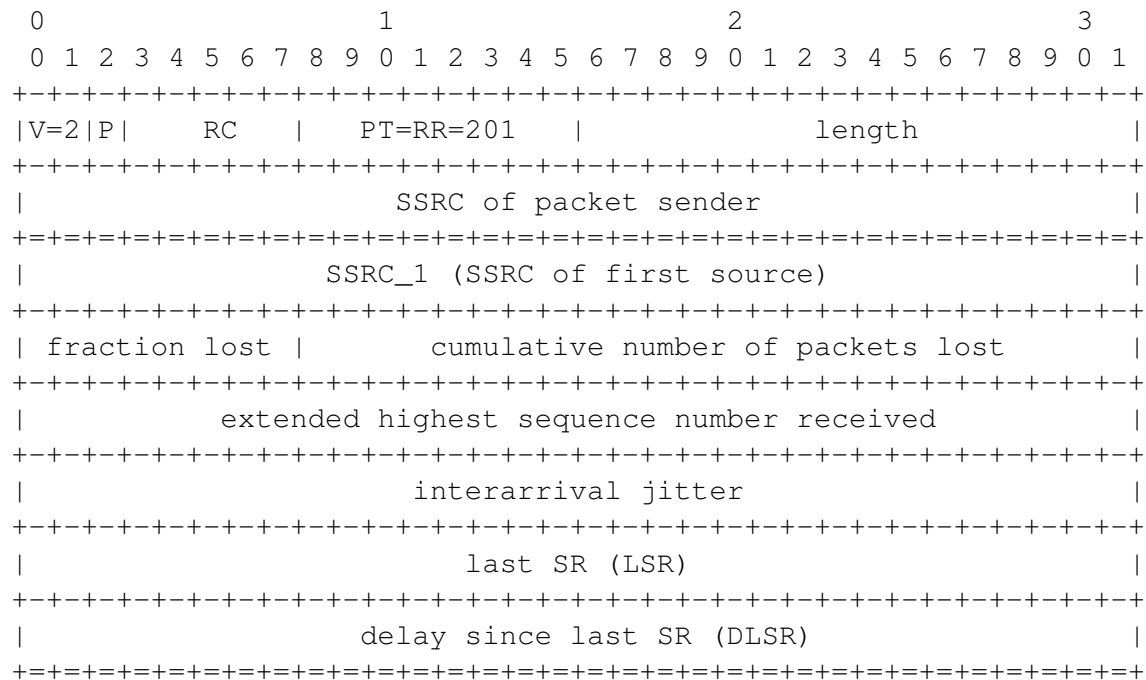 0                   1                   2                   3
 0 1 2 3 4 5 6 7 8 9 0 1 2 3 4 5 6 7 8 9 0 1 2 3 4 5 6 7 8 9 0 1
+-+-+-+-+-+-+-+-+-+-+-+-+-+-+-+-+-+-+-+-+-+-+-+-+-+-+-+-+-+-+-+-+
|V=2|P|    RC   |   PT=RR=201   |             length            |
+-+-+-+-+-+-+-+-+-+-+-+-+-+-+-+-+-+-+-+-+-+-+-+-+-+-+-+-+-+-+-+-+
|                     SSRC of packet sender                     |
+=+=+=+=+=+=+=+=+=+=+=+=+=+=+=+=+=+=+=+=+=+=+=+=+=+=+=+=+=+=+=+=+
|                 SSRC_1 (SSRC of first source)                 |
+-+-+-+-+-+-+-+-+-+-+-+-+-+-+-+-+-+-+-+-+-+-+-+-+-+-+-+-+-+-+-+-+
| fraction lost |       cumulative number of packets lost       |
+-+-+-+-+-+-+-+-+-+-+-+-+-+-+-+-+-+-+-+-+-+-+-+-+-+-+-+-+-+-+-+-+
|           extended highest sequence number received           |
+-+-+-+-+-+-+-+-+-+-+-+-+-+-+-+-+-+-+-+-+-+-+-+-+-+-+-+-+-+-+-+-+
|                      interarrival jitter                      |
+-+-+-+-+-+-+-+-+-+-+-+-+-+-+-+-+-+-+-+-+-+-+-+-+-+-+-+-+-+-+-+-+
|                         last SR (LSR)                         |
+-+-+-+-+-+-+-+-+-+-+-+-+-+-+-+-+-+-+-+-+-+-+-+-+-+-+-+-+-+-+-+-+
|                   delay since last SR (DLSR)                  |
+=+=+=+=+=+=+=+=+=+=+=+=+=+=+=+=+=+=+=+=+=+=+=+=+=+=+=+=+=+=+=+=+